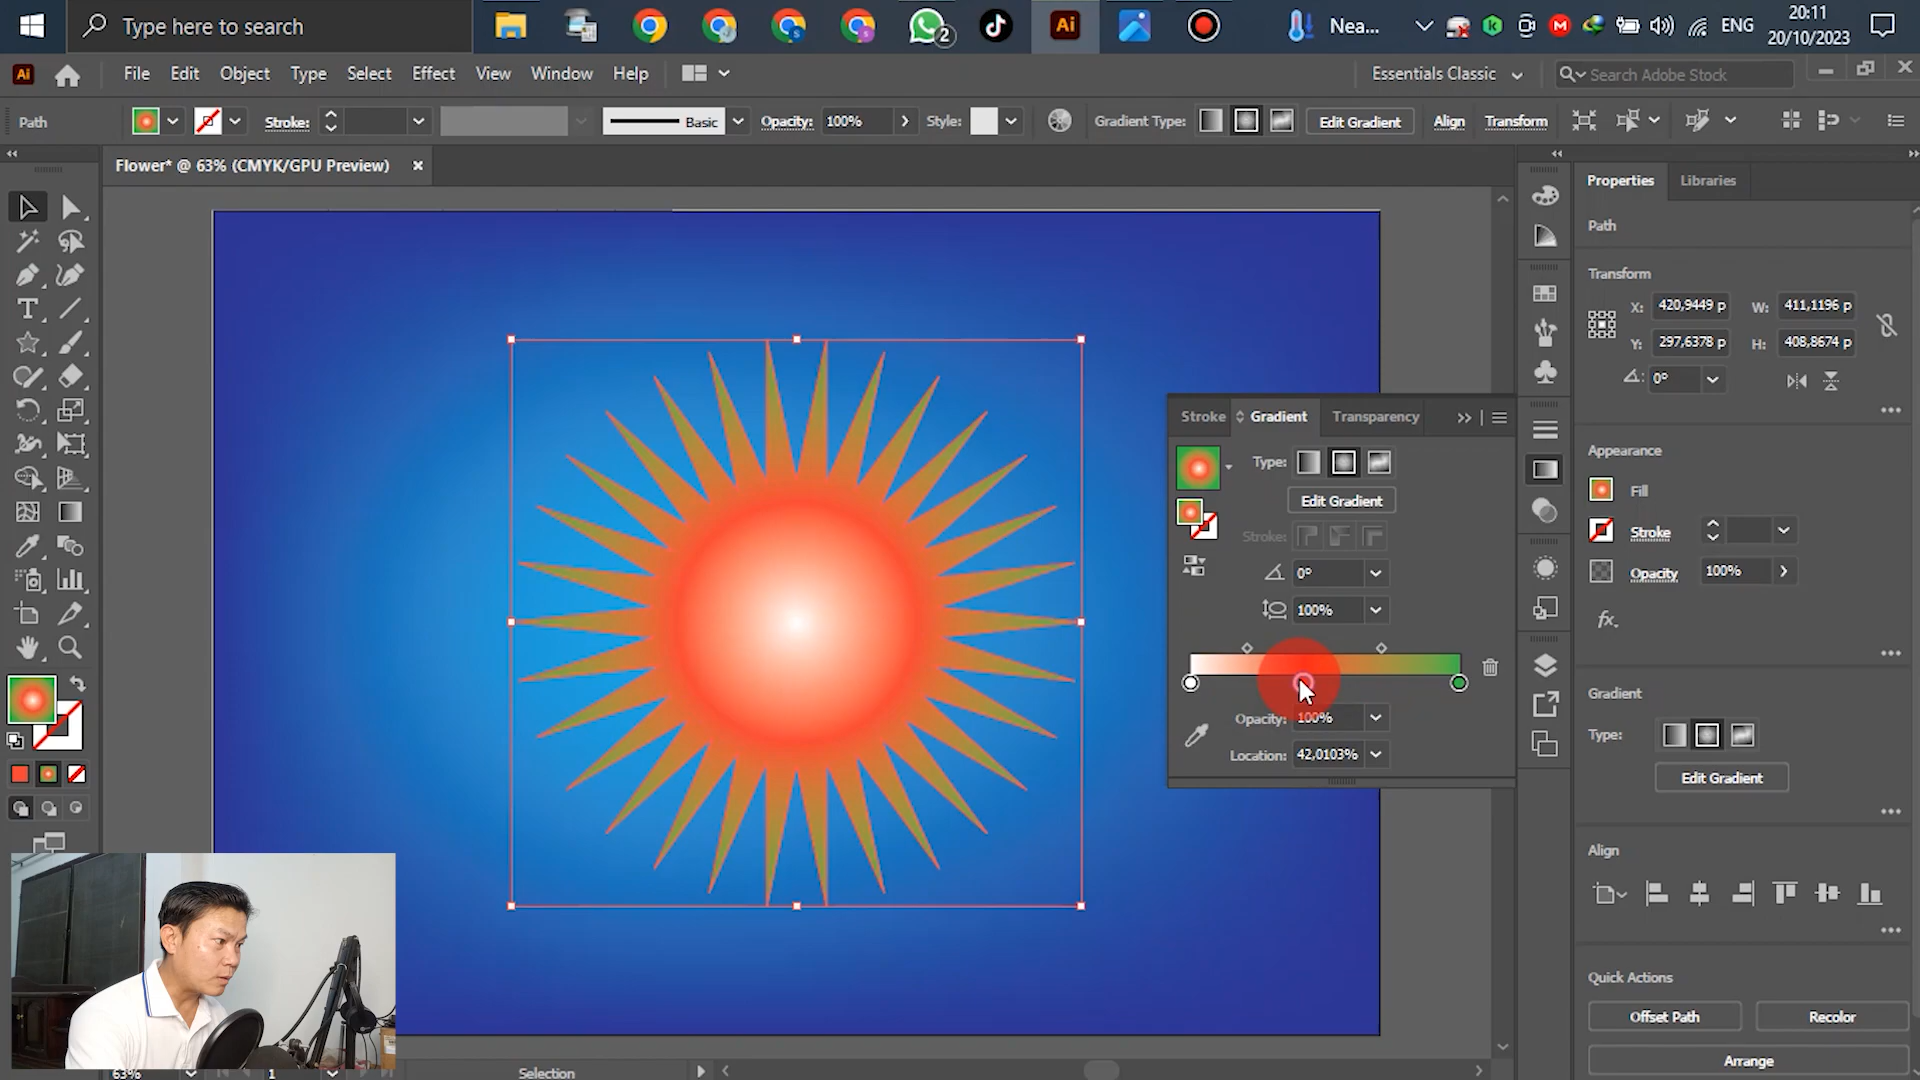 Type here to search
2
Ai
Nea...
ENG
20:11
20/10/2023
Ai
File Edit Object Type Select Effect View Window Help
Essentials Classic
Search Adobe Stock
Path
Stroke:
Basic
Opacity: 100%
Style:
Gradient Type:
Edit Gradient
Align
Transform
Flower* @ 63% (CMYK/GPU Preview)
Stroke
Gradient
Transparency
Type:
Edit Gradient
Stroke:
0°
100%
Opacity: 100%
Location: 42,0103%
Properties
Libraries
Path
Transform
X: 420,9449 p
W: 411,1196 p
Y: 297,6378 p
H: 408,8674 p
0°
Appearance
Fill
Stroke
Opacity 100%
fx.
Gradient
Type:
Edit Gradient
Align
Quick Actions
Offset Path
Recolor
Arrange
63%
1
Selection